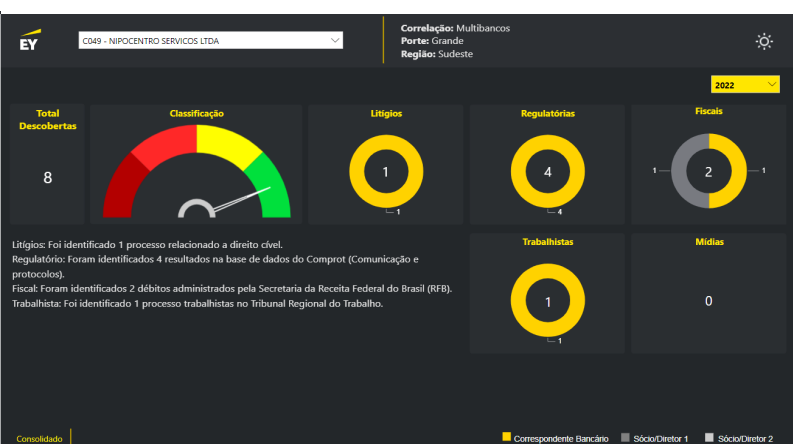 EY
C049 - NIPOCENTRO SERVICOS LTDA
Correlação: Multibancos
Porte: Grande
Região: Sudeste
2022
Total
Descobertas
8
Classificação
Litígios
1
1
Regulatórias
4
4
Fiscais
1
2
1
Litígios: Foi identificado 1 processo relacionado a direito cível.
Regulatório: Foram identificados 4 resultados na base de dados do Comprot (Comunicação e
protocolos).
Fiscal: Foram identificados 2 débitos administrados pela Secretaria da Receita Federal do Brasil (RFB).
Trabalhista: Foi identificado 1 processo trabalhistas no Tribunal Regional do Trabalho.
Trabalhistas
1
1
Mídias
0
Consolidado
Correspondente Bancário
Sócio/Diretor 1
Sócio/Diretor 2